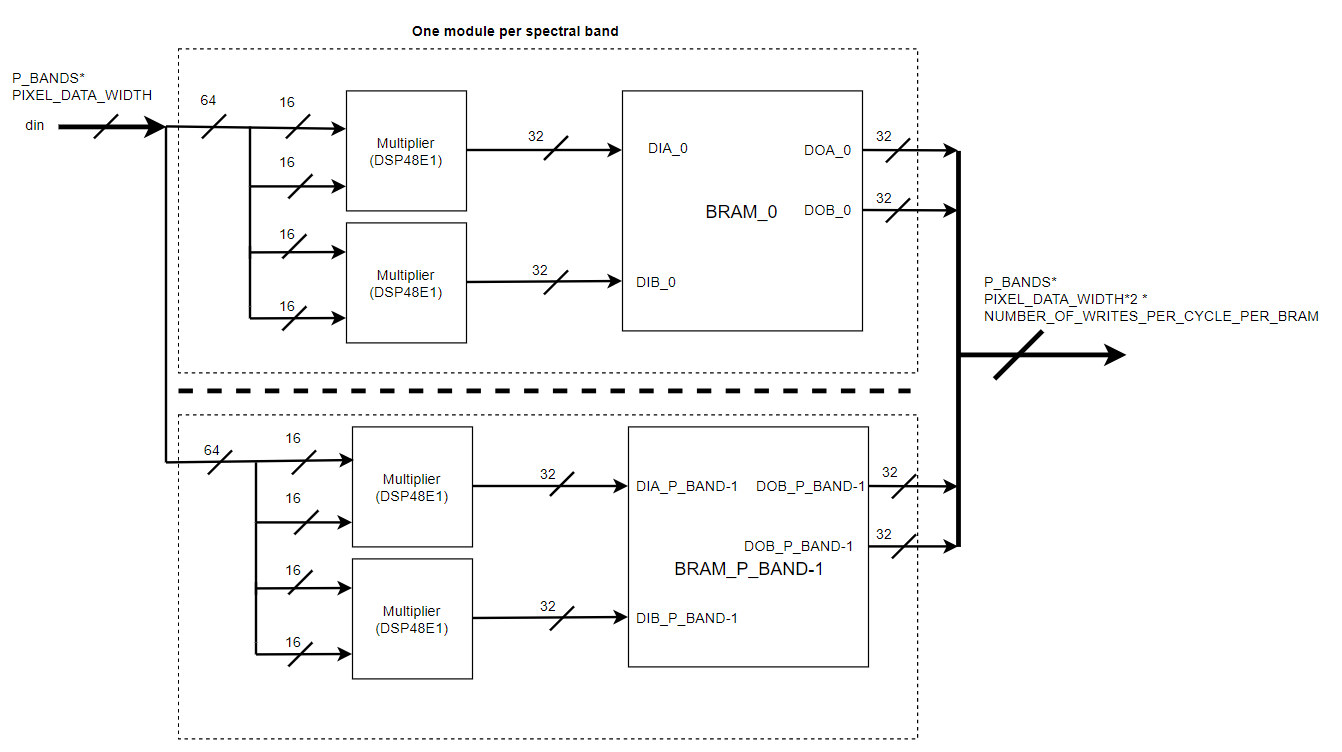 One module per spectral band
P_BANDS*
PIXEL_DATA_WIDTH
din
64
16
16
16
16
Multiplier
(DSP48E1)
Multiplier
(DSP48E1)
32
32
DIA_0
DIB_0
BRAM_0
DOA_0
DOB_0
32
32
P_BANDS*
PIXEL_DATA_WIDTH*2 *
NUMBER_OF_WRITES_PER_CYCLE_PER_BRAM
64
16
16
16
16
Multiplier
(DSP48E1)
Multiplier
(DSP48E1)
32
32
DIA_P_BAND-1
DOB_P_BAND-1
DOB_P_BAND-1
BRAM_P_BAND-1
DIB_P_BAND-1
32
32